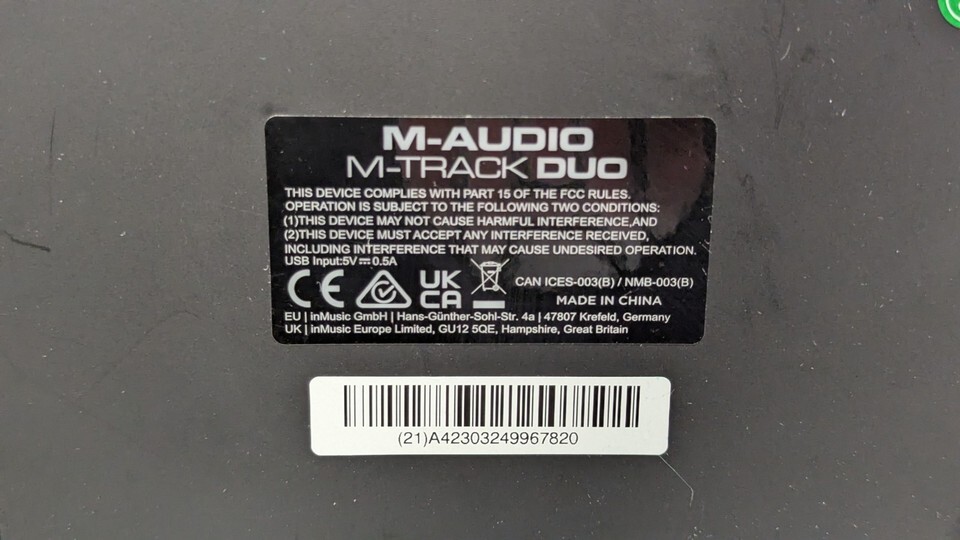 M-AUDIO
M-TRACK DUO
THIS DEVICE COMPLIES WITH PART 15 OF THE FCC RULES.
OPERATION IS SUBJECT TO THE FOLLOWING TWO CONDITIONS:
(1)THIS DEVICE MAY NOT CAUSE HARMFUL INTERFERENCE,AND
(2)THIS DEVICE MUST ACCEPT ANY INTERFERENCE RECEIVED,
INCLUDING INTERFERENCE THAT MAY CAUSE UNDESIRED OPERATION.
USB Input:5V⎓0.5A
CE UK CA CAN ICES-003(B) / NMB-003(B)
MADE IN CHINA
EU | inMusic GmbH | Hans-Günther-Sohl-Str. 4a | 47807 Krefeld, Germany
UK | inMusic Europe Limited, GU12 5QE, Hampshire, Great Britain
(21)A42303249967820